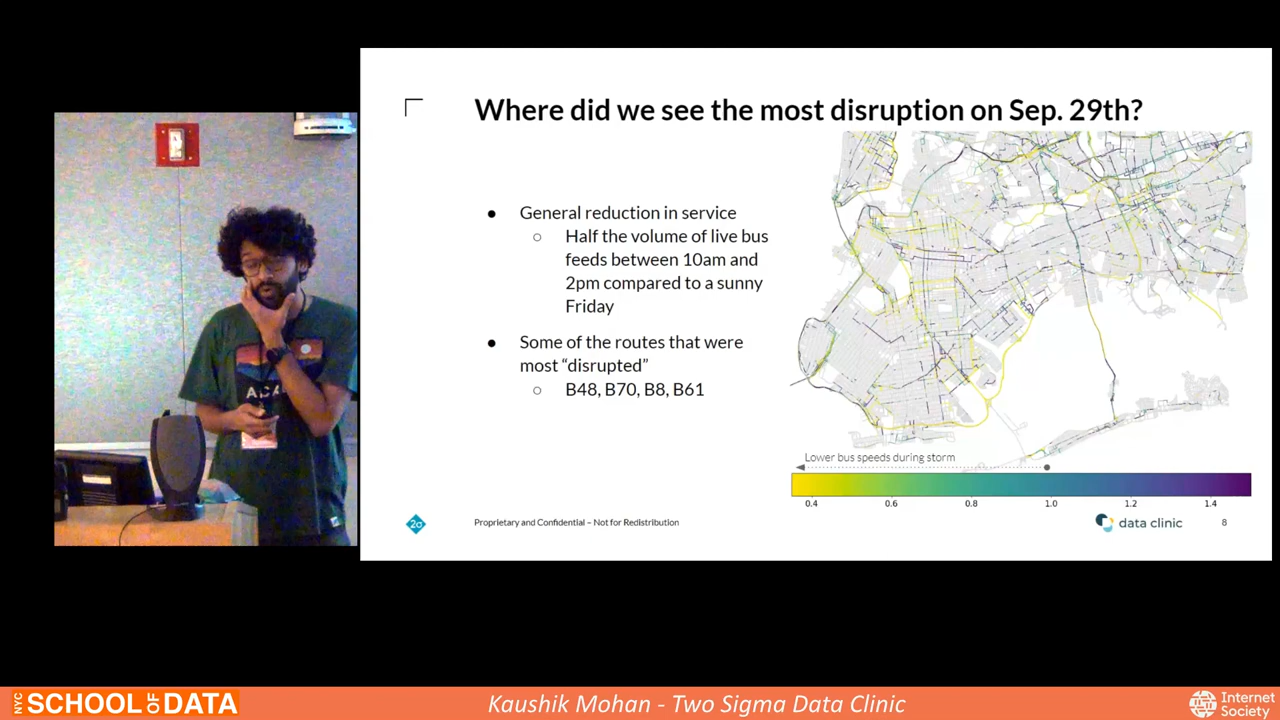 Where did we see the most disruption on Sep. 29th?
● General reduction in service
○ Half the volume of live bus
feeds between 10am and
2pm compared to a sunny
Friday
● Some of the routes that were
most “disrupted”
○ B48, B70, B8, B61
Lower bus speeds during storm
0.4 0.6 0.8 1.0 1.2 1.4
2σ
Proprietary and Confidential – Not for Redistribution
data clinic
8
NYC SCHOOL OF DATA
Kaushik Mohan - Two Sigma Data Clinic
Internet
Society